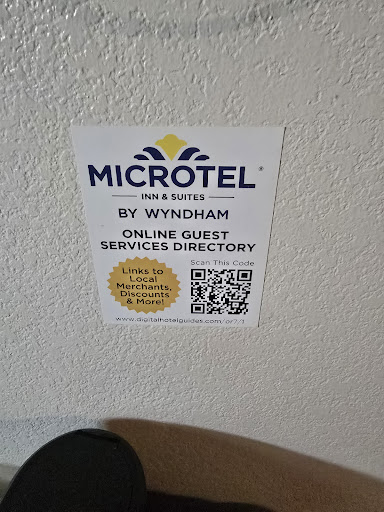 MICROTEL®
INN & SUITES
BY WYNDHAM
ONLINE GUEST
SERVICES DIRECTORY
Scan This Code
Links to
Local
Merchants,
Discounts
& More!